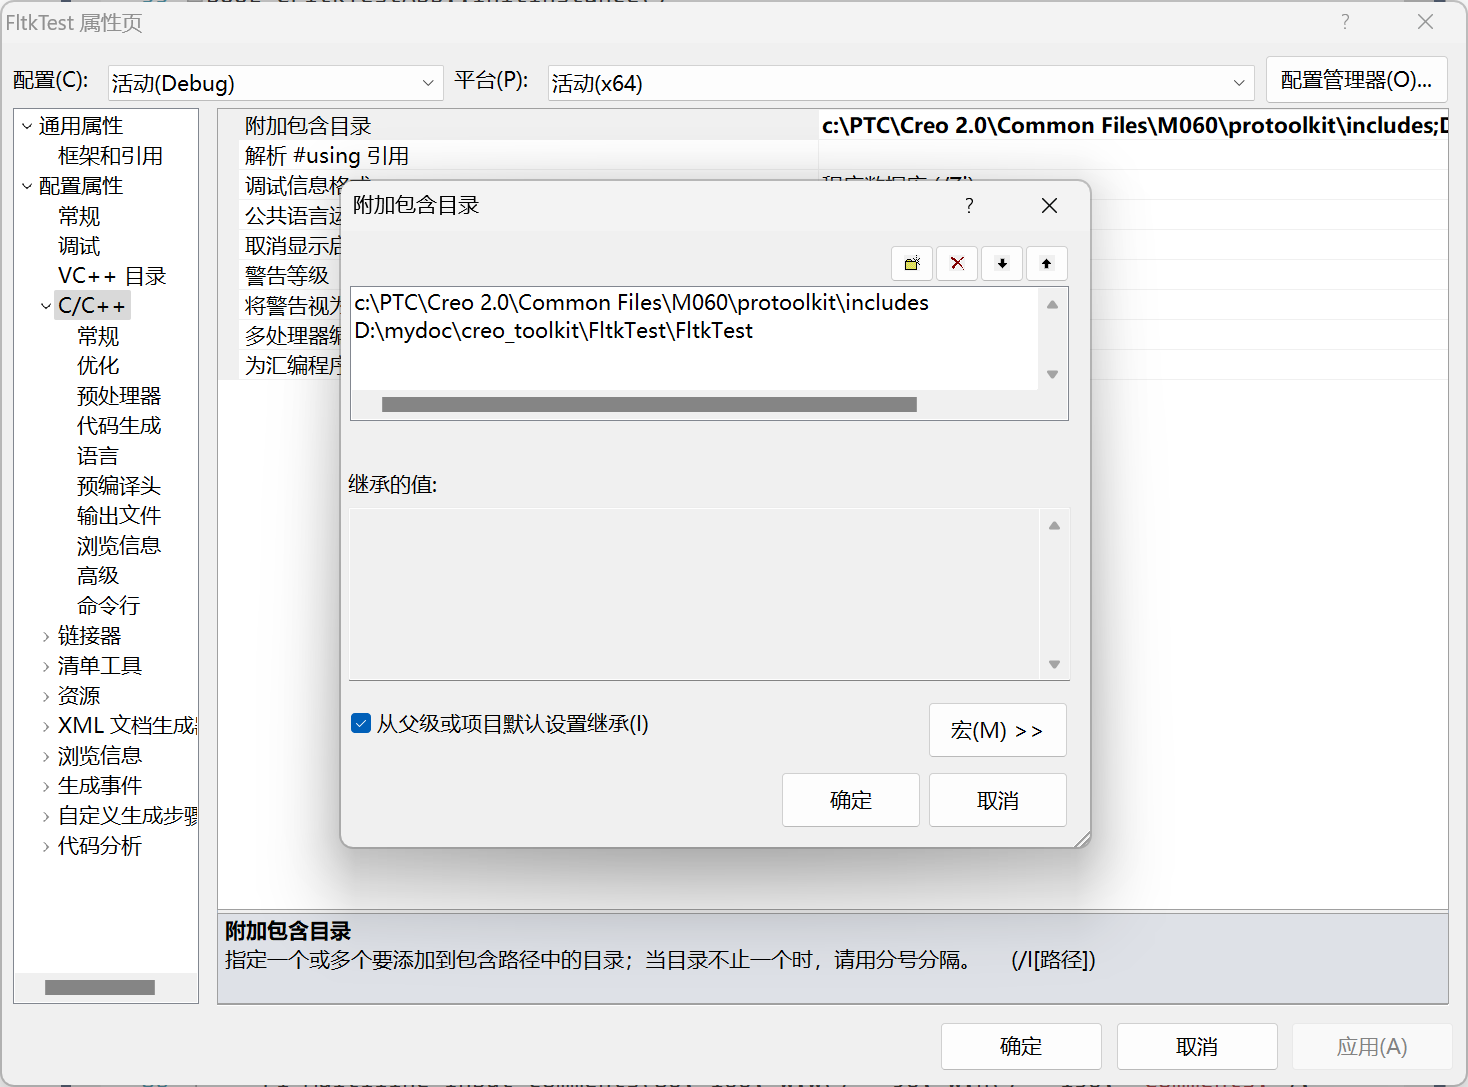 FltkTest 属性页
配置(C): 活动(Debug) 平台(P): 活动(x64) 配置管理器(O)...
通用属性
框架和引用
配置属性
常规
调试
VC++ 目录
C/C++
常规
优化
预处理器
代码生成
语言
预编译头
输出文件
浏览信息
高级
命令行
链接器
清单工具
资源
XML 文档生成
浏览信息
生成事件
自定义生成步骤
代码分析
附加包含目录 c:\PTC\Creo 2.0\Common Files\M060\protoolkit\includes;D
解析 #using 引用
调试信息格式
公共语言运
取消显示启
警告等级
将警告视为
多处理器编
为汇编程序
附加包含目录
c:\PTC\Creo 2.0\Common Files\M060\protoolkit\includes
D:\mydoc\creo_toolkit\FltkTest\FltkTest
继承的值:
从父级或项目默认设置继承(I)
宏(M) >>
确定 取消
附加包含目录
指定一个或多个要添加到包含路径中的目录；当目录不止一个时，请用分号分隔。 (/I[路径])
确定 取消 应用(A)